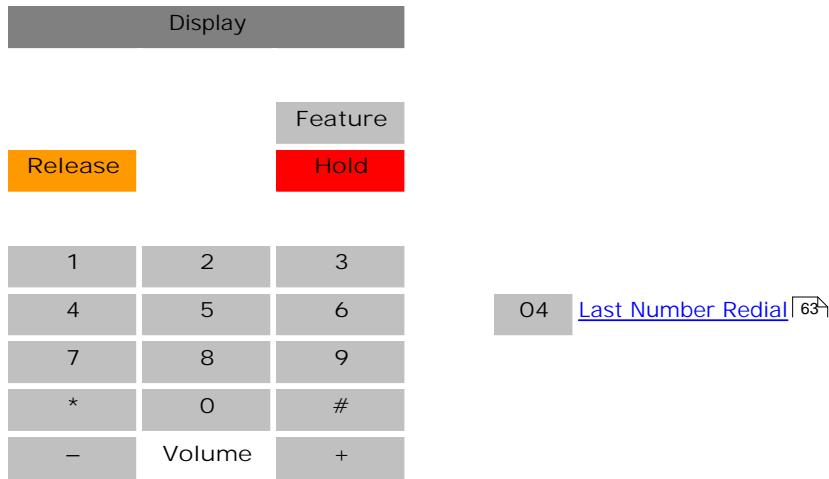 Display
Feature
Release Hold
1 2 3
4 5 6 04 Last Number Redial 63
7 8 9
* 0 #
– Volume +